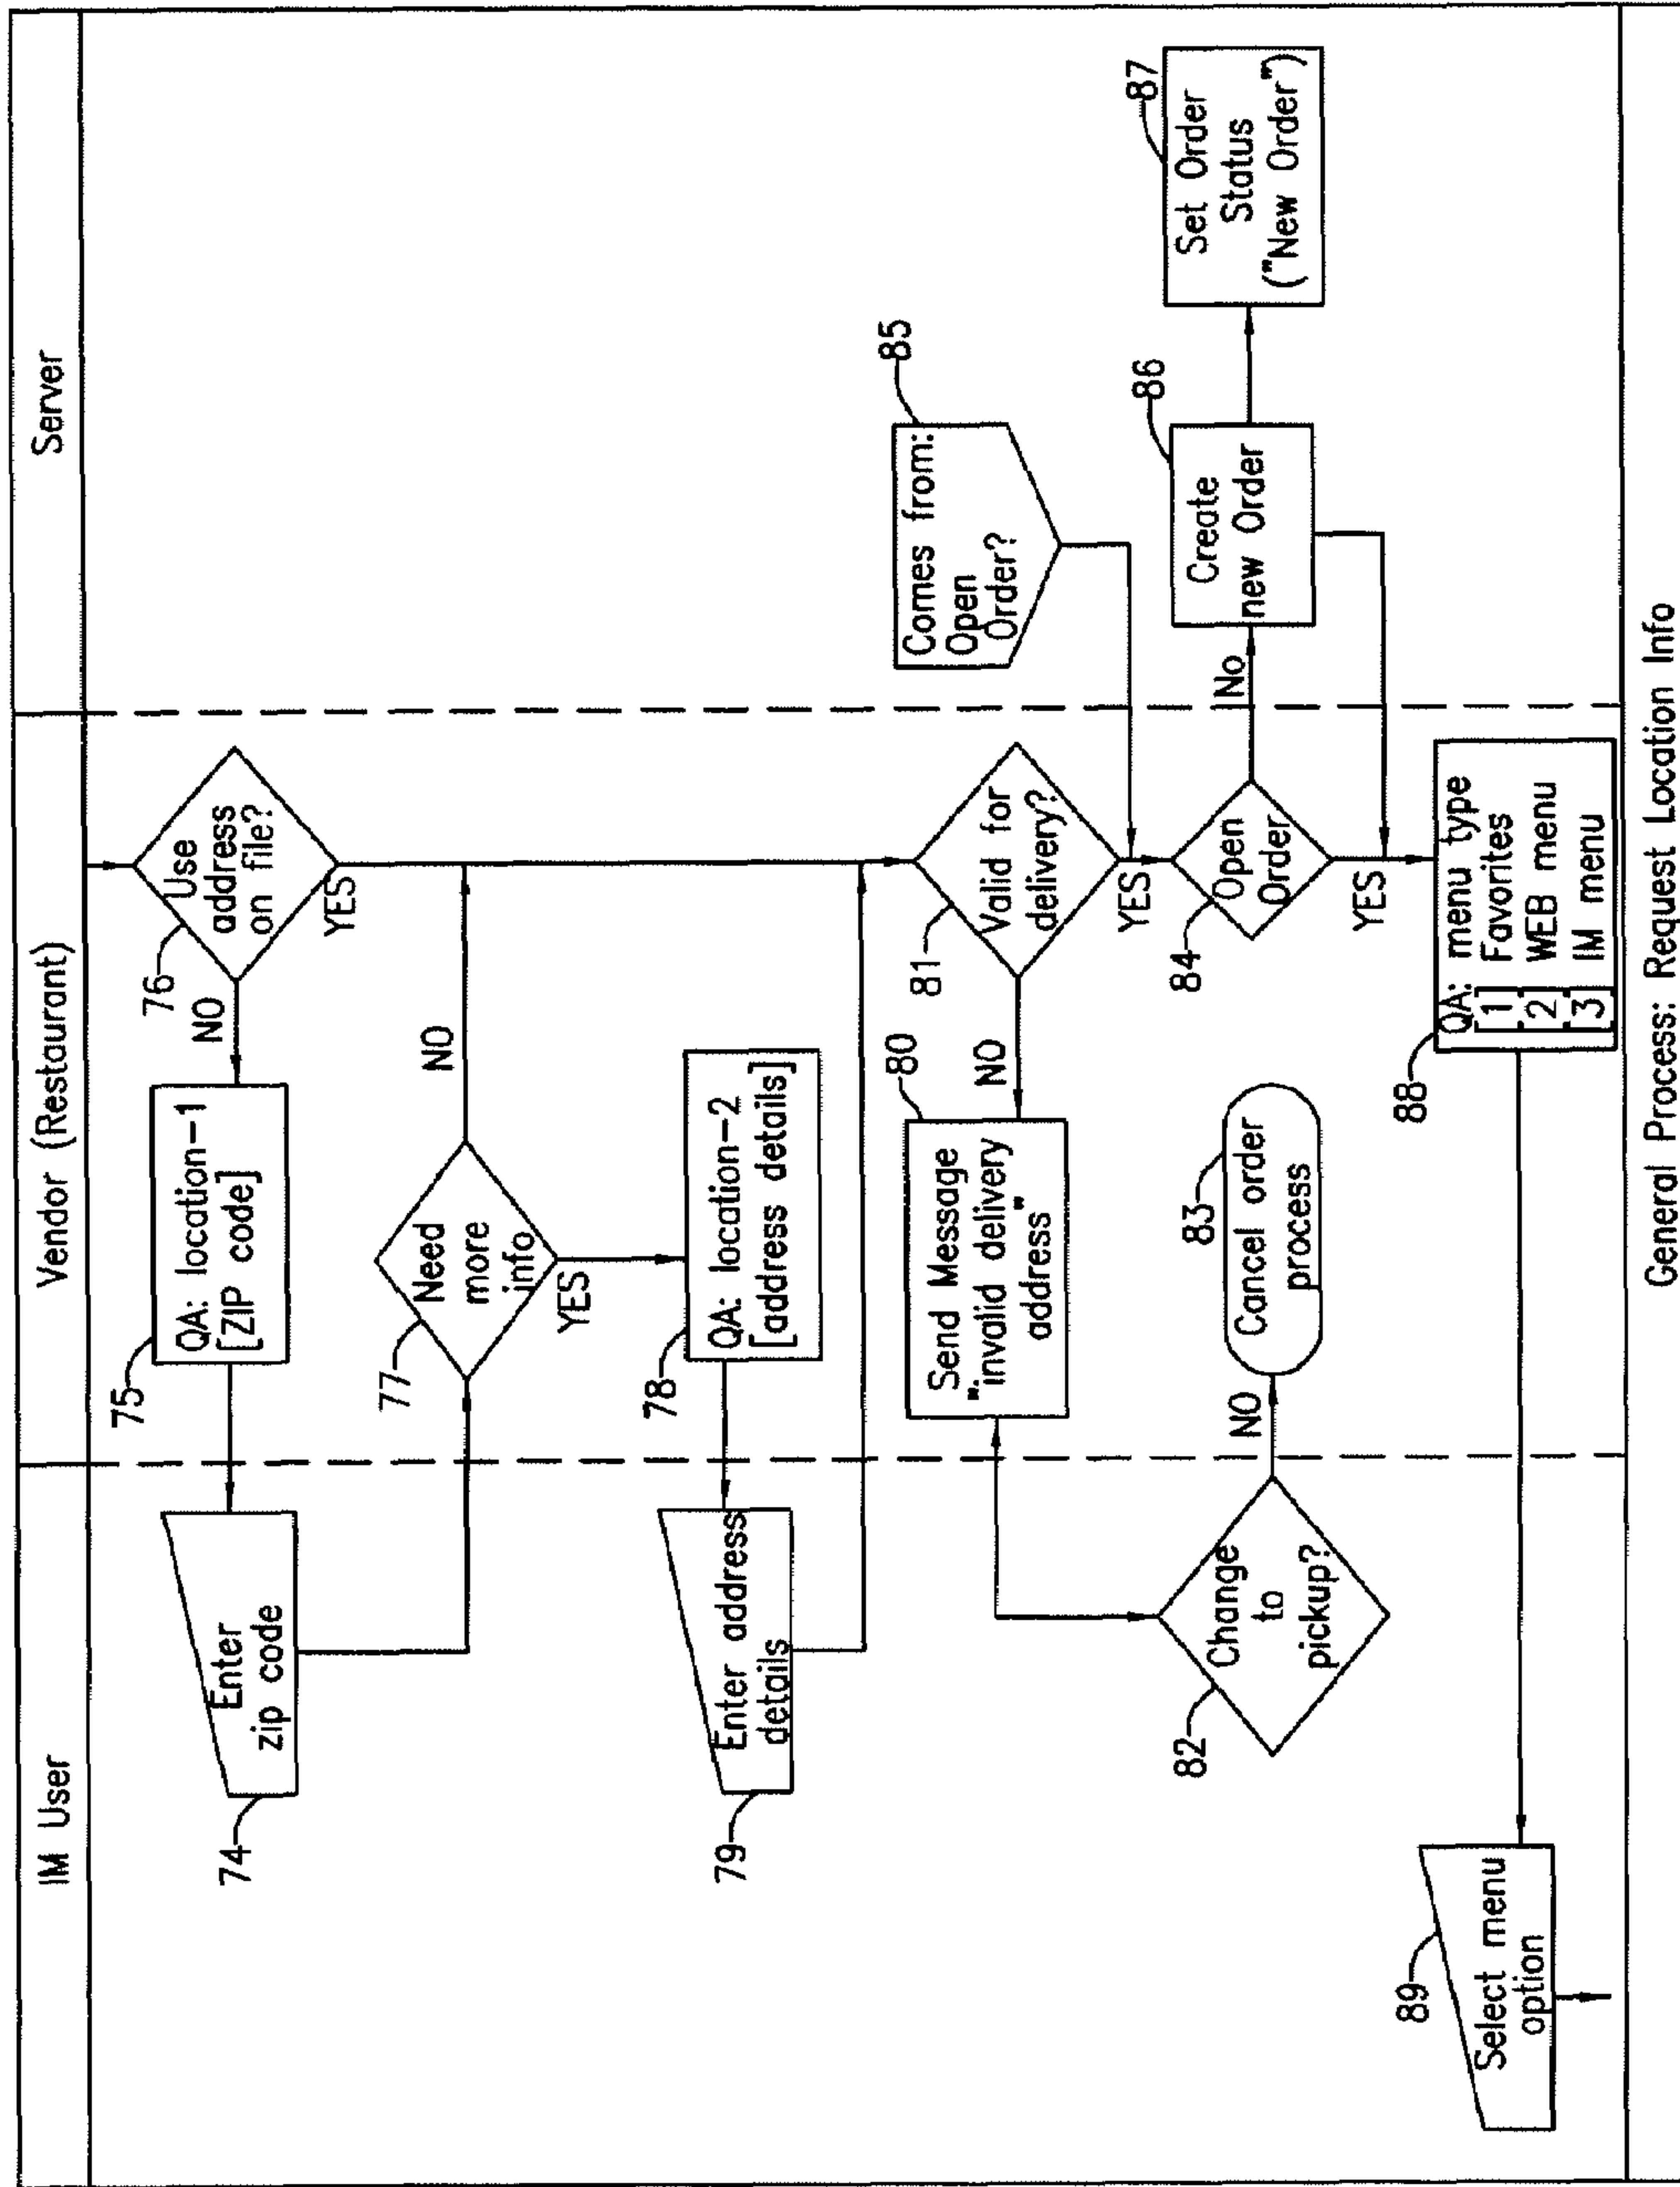 IM User
Vendor (Restaurant)
Server
76
Use
address
on file?
NO
YES
75
QA: location-1
[ZIP code]
74
Enter
zip code
77
Need
more
info
NO
YES
78
QA: location-2
[address details]
79
Enter address
details
81
Valid for
delivery?
NO
YES
80
Send Message
"invalid delivery
address"
82
Change
to
pickup?
NO
83
Cancel order
process
85
Comes from:
Open
Order?
84
Open
Order
No
YES
86
Create
new Order
87
Set Order
Status
("New Order")
88
QA: menu type
[1] Favorites
[2] WEB menu
[3] IM menu
89
Select menu
option
General Process: Request Location Info